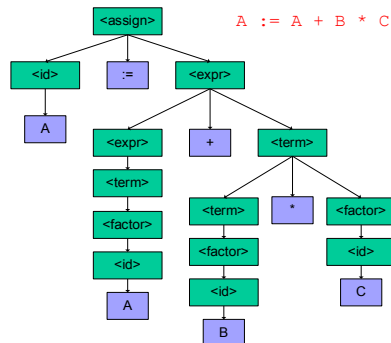 <assign> A := A + B * C
<id> := <expr>
A
<expr> + <term>
<term>
<term> * <factor>
<factor>
<factor> <id>
<id>
<id> C
A
B